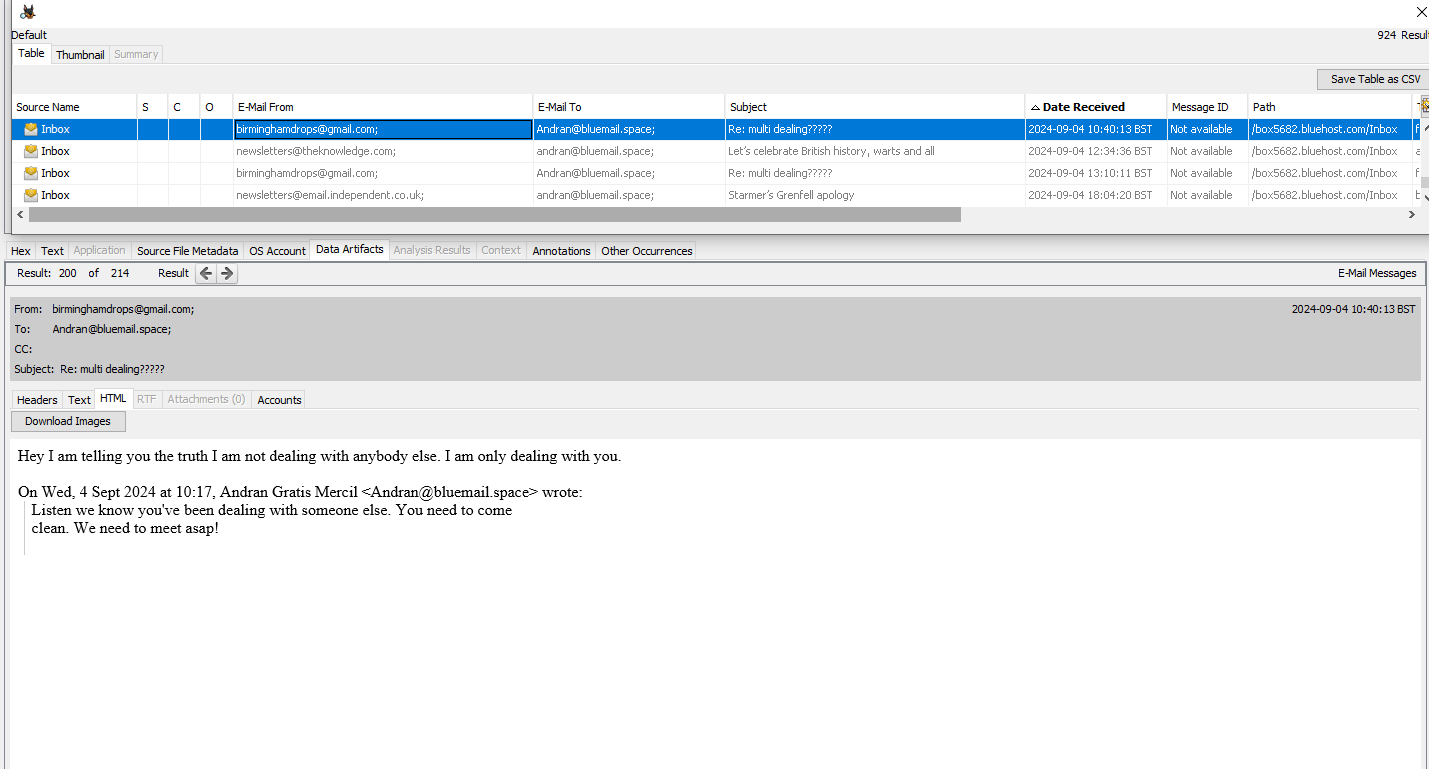 Default 924 Resul
Table Thumbnail Summary
Save Table as CSV
Source Name S C O E-Mail From E-Mail To Subject Date Received Message ID Path
Inbox birminghamdrops@gmail.com; Andran@bluemail.space; Re: multi dealing????? 2024-09-04 10:40:13 BST Not available /box5682.bluehost.com/Inbox
Inbox newsletters@theknowledge.com; andran@bluemail.space; Let's celebrate British history, warts and all 2024-09-04 12:34:36 BST Not available /box5682.bluehost.com/Inbox
Inbox birminghamdrops@gmail.com; Andran@bluemail.space; Re: multi dealing????? 2024-09-04 13:10:11 BST Not available /box5682.bluehost.com/Inbox
Inbox newsletters@email.independent.co.uk; andran@bluemail.space; Starmer's Grenfell apology 2024-09-04 18:04:20 BST Not available /box5682.bluehost.com/Inbox
Hex Text Application Source File Metadata OS Account Data Artifacts Analysis Results Context Annotations Other Occurrences
Result: 200 of 214 Result E-Mail Messages
From: birminghamdrops@gmail.com; 2024-09-04 10:40:13 BST
To: Andran@bluemail.space;
CC:
Subject: Re: multi dealing?????
Headers Text HTML RTF Attachments (0) Accounts
Download Images
Hey I am telling you the truth I am not dealing with anybody else. I am only dealing with you.
On Wed, 4 Sept 2024 at 10:17, Andran Gratis Mercil <Andran@bluemail.space> wrote:
Listen we know you've been dealing with someone else. You need to come
clean. We need to meet asap!